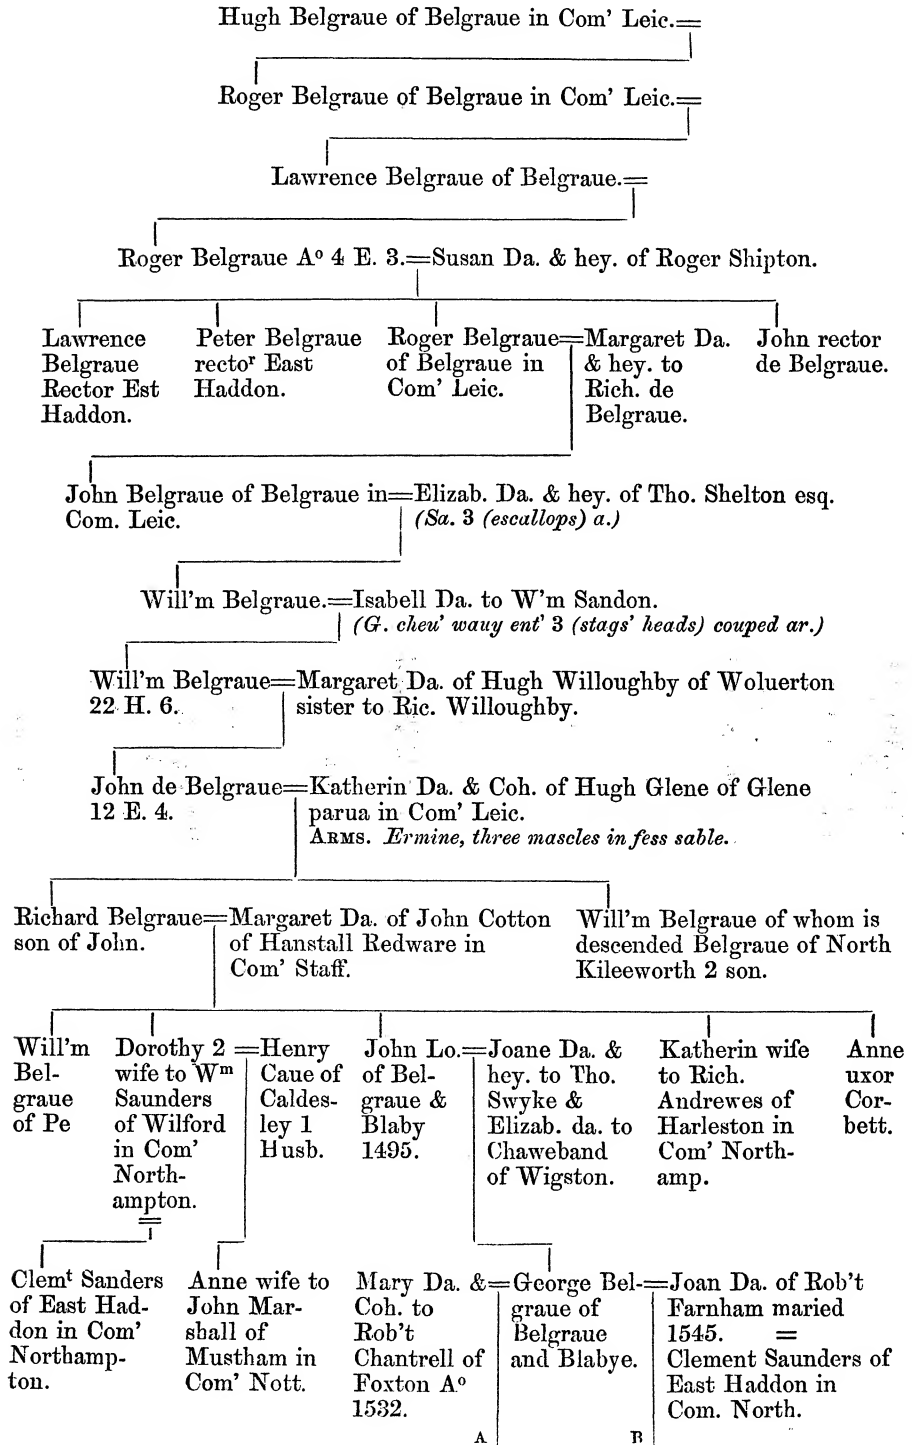 Hugh Belgraue of Belgraue in Com' Leic.=
Roger Belgraue of Belgraue in Com' Leic.=
Lawrence Belgraue of Belgraue.=
Roger Belgraue Aº 4 E. 3.=Susan Da. & hey. of Roger Shipton.
Lawrence
Belgraue
Rector Est
Haddon.
Peter Belgraue
rectoʳ East
Haddon.
Roger Belgraue=
of Belgraue in
Com' Leic.
Margaret Da.
& hey. to
Rich. de
Belgraue.
John rector
de Belgraue.
John Belgraue of Belgraue in=
Com. Leic.
Elizab. Da. & hey. of Tho. Shelton esq.
(Sa. 3 (escallops) a.)
Will'm Belgraue.=Isabell Da. to W'm Sandon.
(G. cheu' wauy ent' 3 (stags' heads) couped ar.)
Will'm Belgraue=
22 H. 6.
Margaret Da. of Hugh Willoughby of Woluerton
sister to Ric. Willoughby.
John de Belgraue=
12 E. 4.
Katherin Da. & Coh. of Hugh Glene of Glene
parua in Com' Leic.
ARMS. Ermine, three mascles in fess sable.
Richard Belgraue=
son of John.
Margaret Da. of John Cotton
of Hanstall Redware in
Com' Staff.
Will'm Belgraue of whom is
descended Belgraue of North
Kileeworth 2 son.
Will'm
Bel-
graue
of Pe
Dorothy 2 =
wife to Wᵐ
Saunders
of Wilford
in Com'
North-
ampton.
=
Henry
Caue of
Caldes-
ley 1
Husb.
John Lo.=
of Bel-
graue &
Blaby
1495.
Joane Da. &
hey. to Tho.
Swyke &
Elizab. da. to
Chaweband
of Wigston.
Katherin wife
to Rich.
Andrewes of
Harleston in
Com' North-
amp.
Anne
uxor
Cor-
bett.
Clemᵗ Sanders
of East Had-
don in Com'
Northamp-
ton.
Anne wife to
John Mar-
shall of
Mustham in
Com' Nott.
Mary Da. &=
Coh. to
Rob't
Chantrell of
Foxton Aº
1532.
George Bel-=
graue of
Belgraue
and Blabye.
Joan Da. of Rob't
Farnham maried
1545. =
Clement Saunders of
East Haddon in
Com. North.
A
B